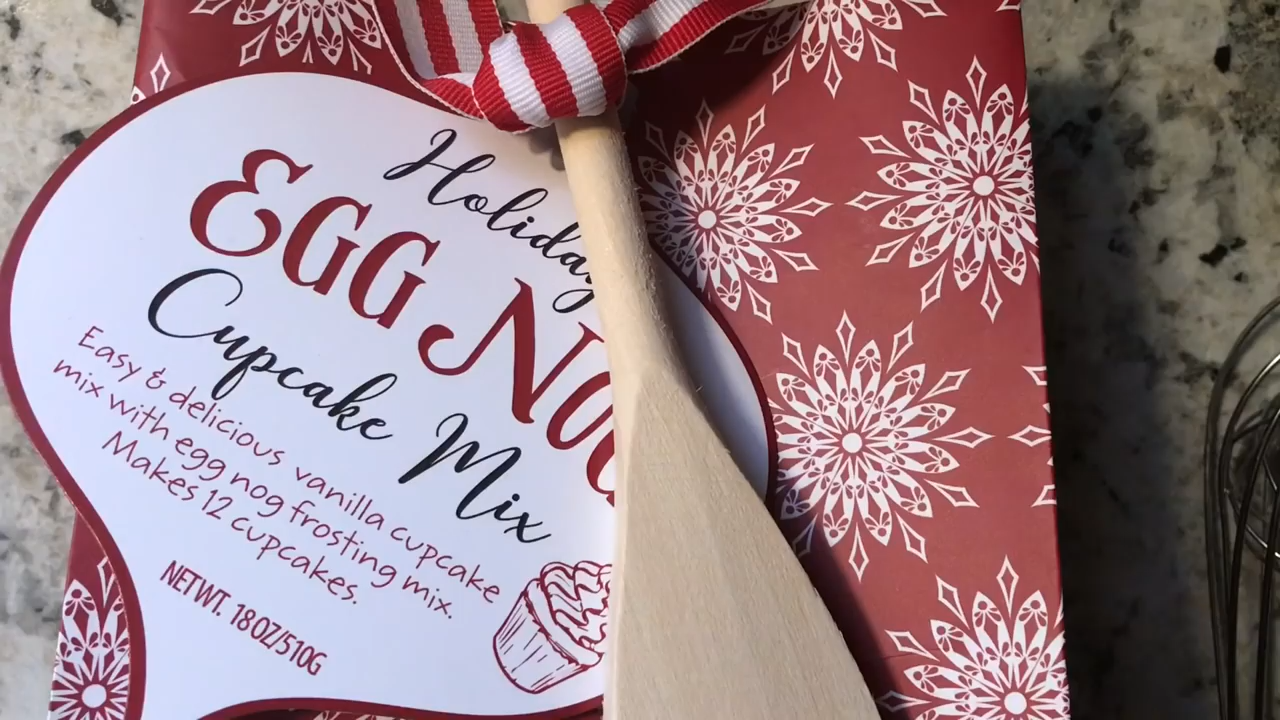 Holiday
EGG NOG
Cupcake Mix
Easy & delicious vanilla cupcake
mix with egg nog frosting mix.
Makes 12 cupcakes.
NET WT. 18 OZ/510G